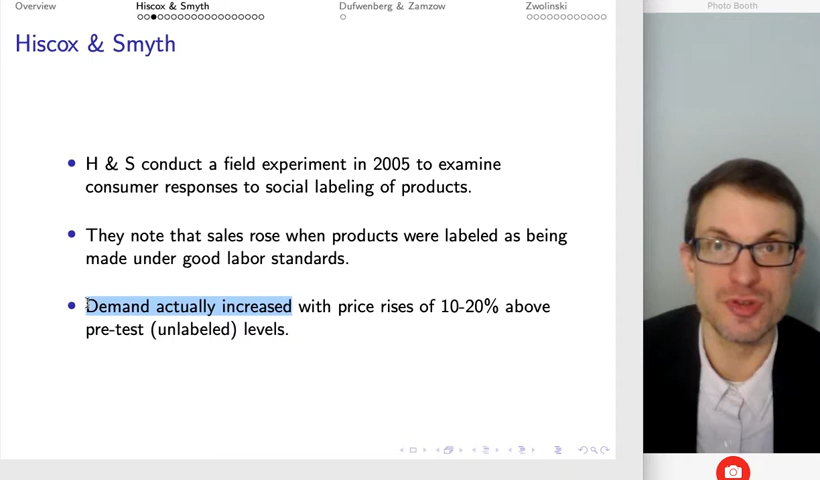 Overview
Hiscox & Smyth
Dufwenberg & Zamzow
Zwolinski
Photo Booth
Hiscox & Smyth
H & S conduct a field experiment in 2005 to examine
consumer responses to social labeling of products.
They note that sales rose when products were labeled as being
made under good labor standards.
Demand actually increased with price rises of 10-20% above
pre-test (unlabeled) levels.